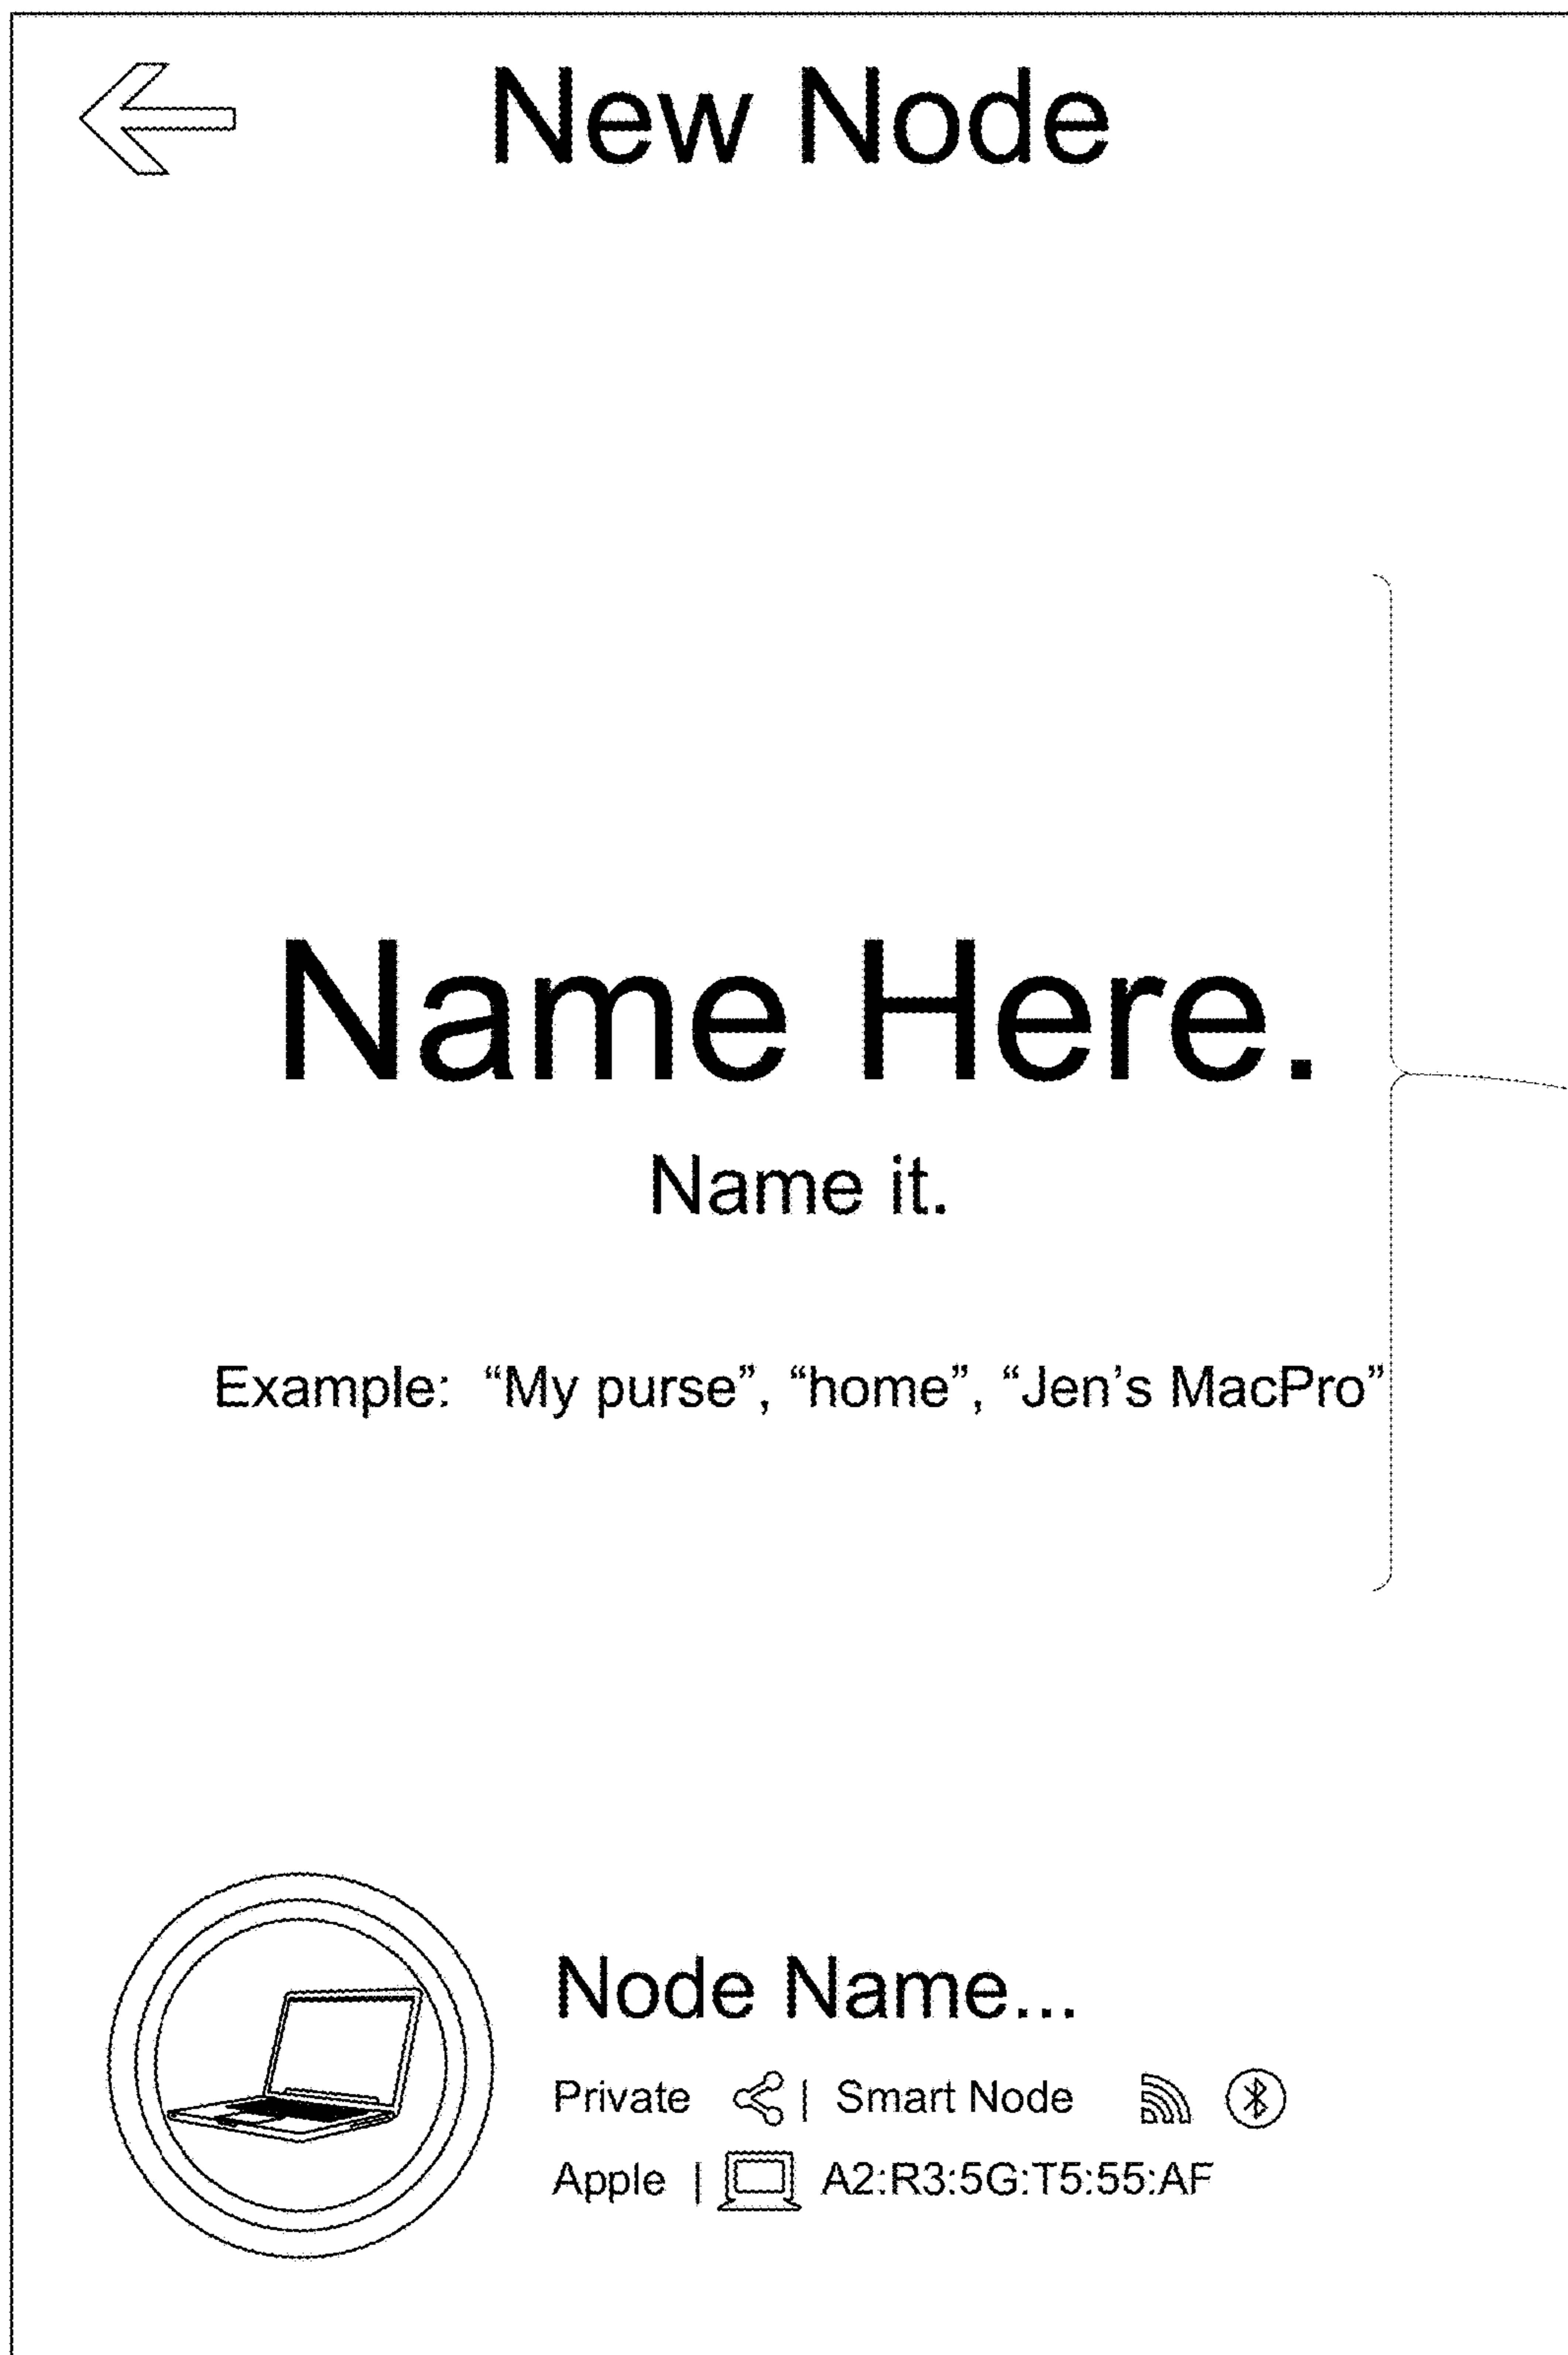 New Node
Name Here.
Name it.
Example: “My purse”, “home”, “Jen’s MacPro”
Node Name...
Private | Smart Node
Apple | A2:R3:5G:T5:55:AF